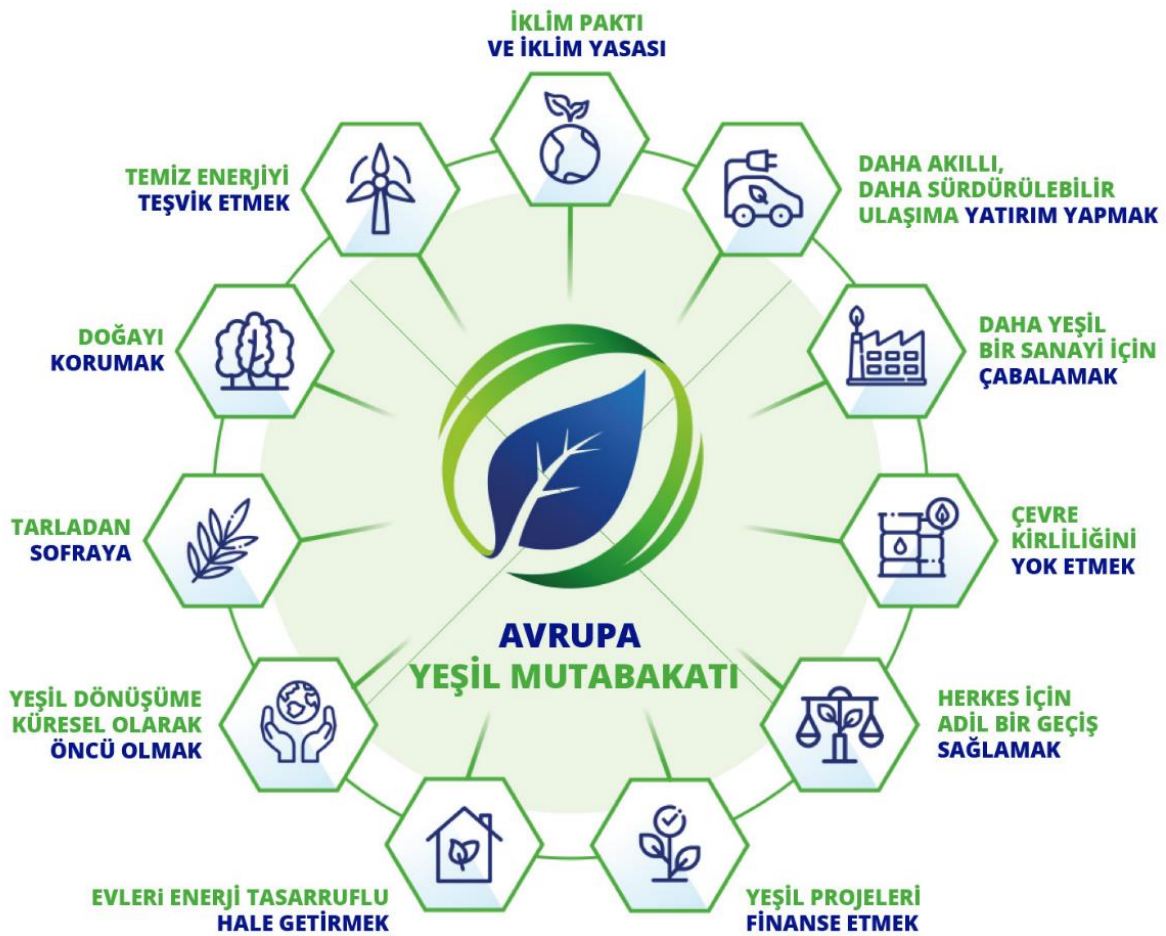 İKLİM PAKTI
VE İKLİM YASASI
DAHA AKILLI,
DAHA SÜRDÜRÜLEBİLİR
ULAŞIMA YATIRIM YAPMAK
DAHA YEŞİL
BİR SANAYİ İÇİN
ÇABALAMAK
ÇEVRE
KİRLİLİĞİNİ
YOK ETMEK
HERKES İÇİN
ADİL BİR GEÇİŞ
SAĞLAMAK
YEŞİL PROJELERİ
FİNANSE ETMEK
EVLERi ENERJİ TASARRUFLU
HALE GETİRMEK
YEŞİL DÖNÜŞÜME
KÜRESEL OLARAK
ÖNCÜ OLMAK
TARLADAN
SOFRAYA
DOĞAYI
KORUMAK
TEMİZ ENERJİYİ
TEŞVİK ETMEK
AVRUPA
YEŞİL MUTABAKATI